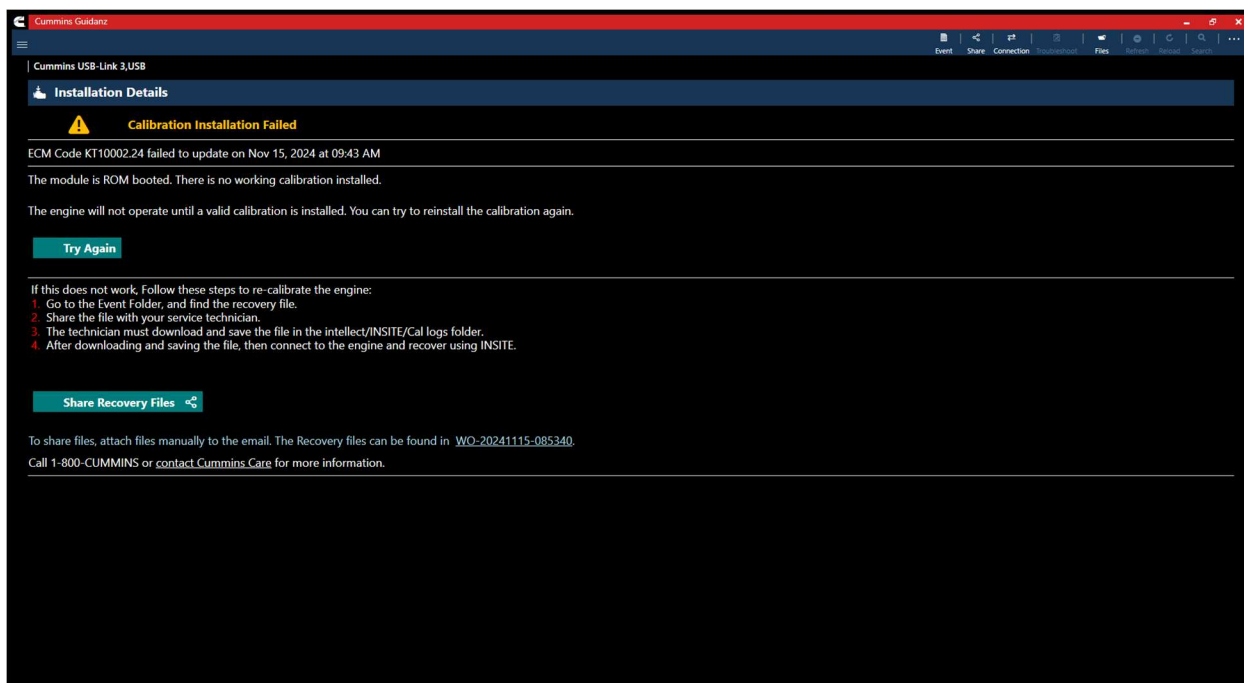 Cummins Guidanz
Event Share Connection Troubleshoot Files Refresh Reload Search
Cummins USB-Link 3,USB
Installation Details
Calibration Installation Failed
ECM Code KT10002.24 failed to update on Nov 15, 2024 at 09:43 AM
The module is ROM booted. There is no working calibration installed.
The engine will not operate until a valid calibration is installed. You can try to reinstall the calibration again.
Try Again
If this does not work, Follow these steps to re-calibrate the engine:
1. Go to the Event Folder, and find the recovery file.
2. Share the file with your service technician.
3. The technician must download and save the file in the intellect/INSITE/Cal logs folder.
4. After downloading and saving the file, then connect to the engine and recover using INSITE.
Share Recovery Files
To share files, attach files manually to the email. The Recovery files can be found in WO-20241115-085340.
Call 1-800-CUMMINS or contact Cummins Care for more information.